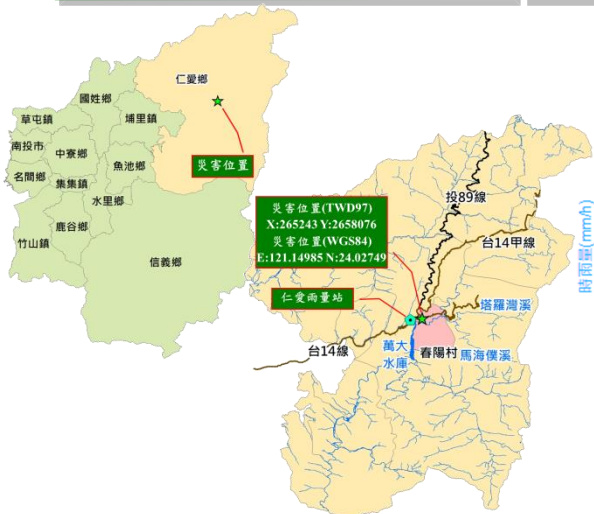 仁愛鄉
國姓鄉
草屯鎮
埔里鎮
南投市
中寮鄉
魚池鄉
名間鄉
集集鎮
水里鄉
鹿谷鄉
竹山鎮
信義鄉
災害位置
災害位置(TWD97)
X:265243 Y:2658076
災害位置(WGS84)
E:121.14985 N:24.02749
仁愛雨量站
投89線
台14甲線
塔羅灣溪
台14線
萬大
水庫
春陽村
馬海僕溪
時雨量(mm/h)